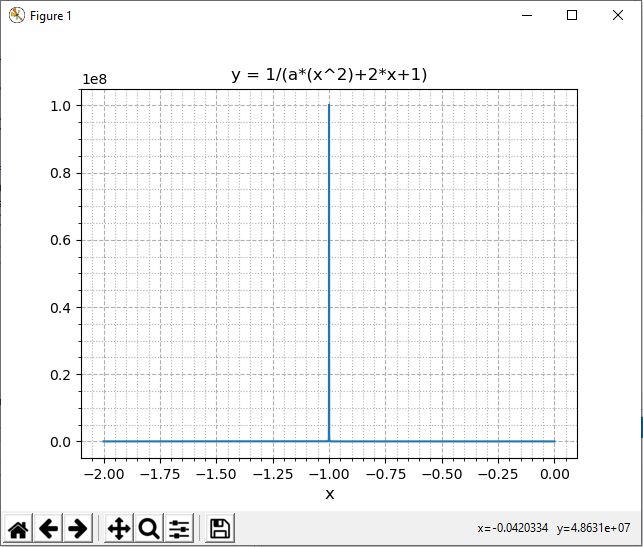 Figure 1
y = 1/(a*(x^2)+2*x+1)
1e8
1.0
0.8
0.6
0.4
0.2
0.0
−2.00 −1.75 −1.50 −1.25 −1.00 −0.75 −0.50 −0.25 0.00
x
x=-0.0420334 y=4.8631e+07